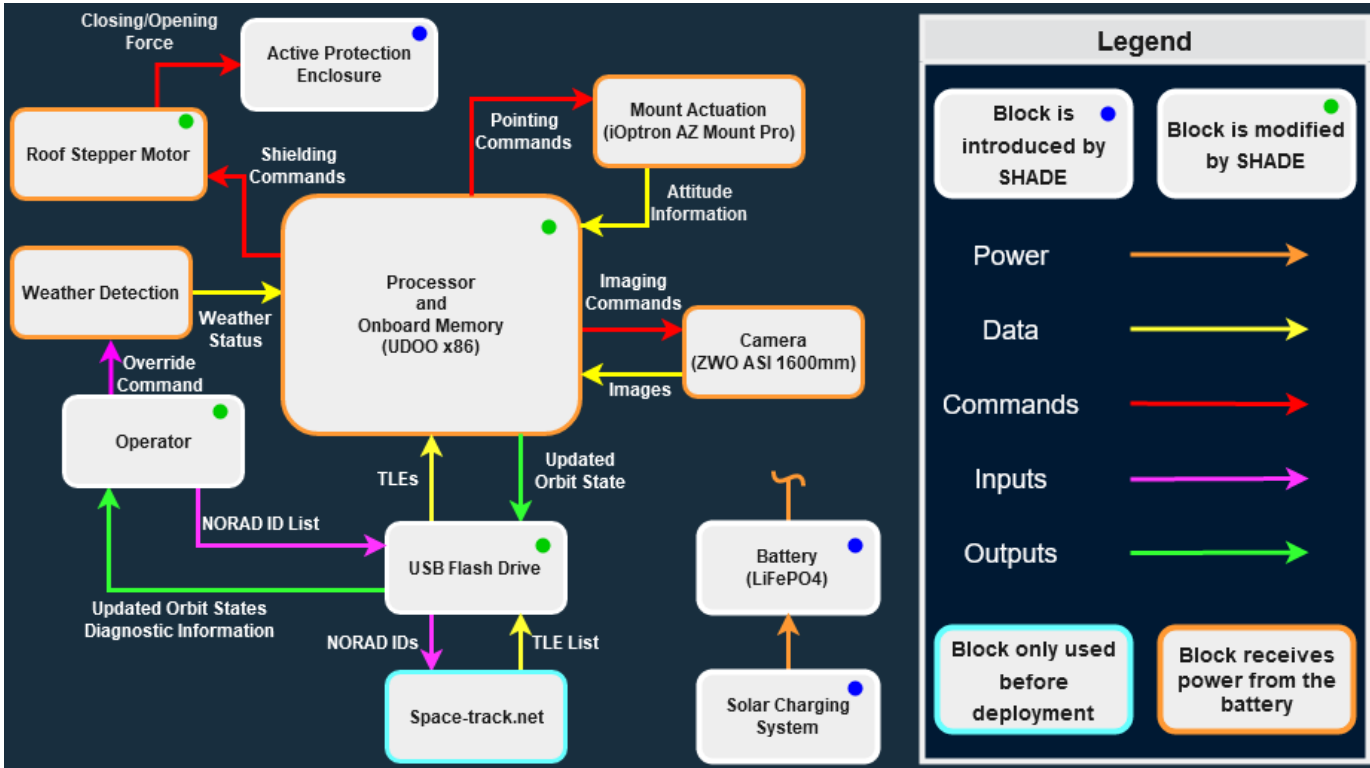 Closing/Opening
Force
Active Protection
Enclosure
Roof Stepper Motor
Shielding
Commands
Pointing
Commands
Mount Actuation
(iOptron AZ Mount Pro)
Attitude
Information
Weather Detection
Weather
Status
Processor
and
Onboard Memory
(UDOO x86)
Imaging
Commands
Camera
(ZWO ASI 1600mm)
Images
Override
Command
Operator
TLEs
Updated
Orbit State
NORAD ID List
USB Flash Drive
Updated Orbit States
Diagnostic Information
NORAD IDs
TLE List
Space-track.net
Battery
(LiFePO4)
Solar Charging
System
Legend
Block is
introduced by
SHADE
Block is modified
by SHADE
Power
Data
Commands
Inputs
Outputs
Block only used
before
deployment
Block receives
power from the
battery